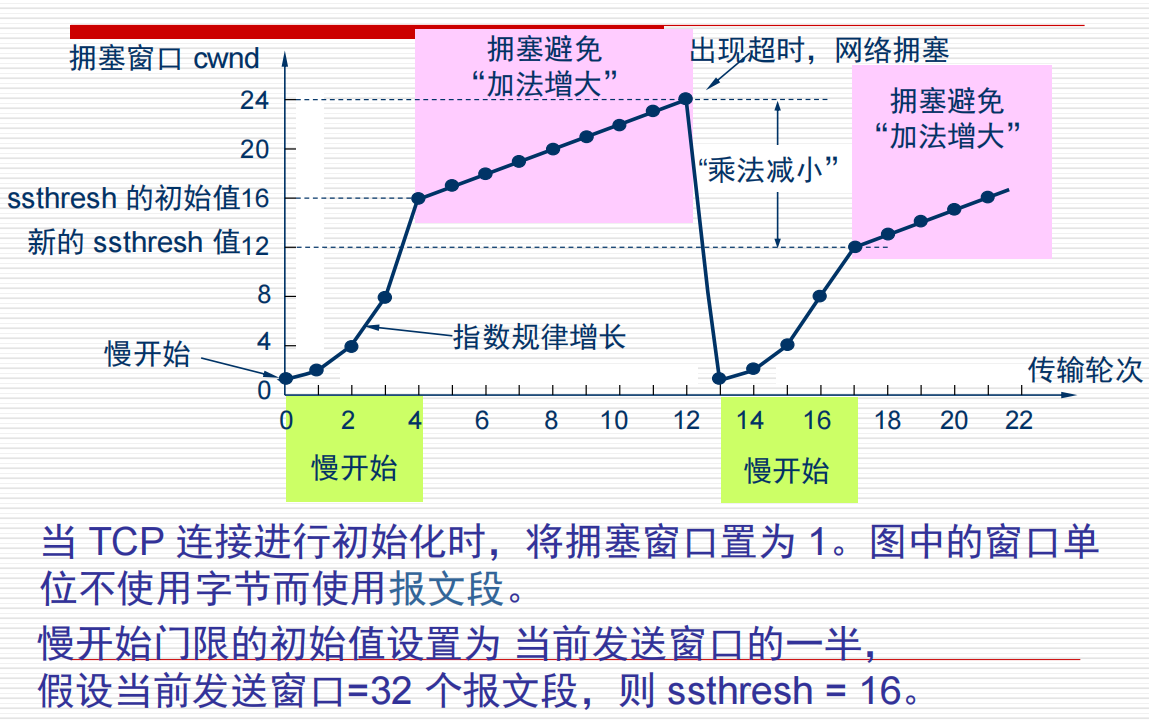 拥塞窗口 cwnd
拥塞避免
“加法增大”
出现超时，网络拥塞
拥塞避免
“加法增大”
24
20
ssthresh 的初始值16
新的 ssthresh 值12
8
4
0
“乘法减小”
指数规律增长
慢开始
传输轮次
0 2 4 6 8 10 12 14 16 18 20 22
慢开始
慢开始
当 TCP 连接进行初始化时，将拥塞窗口置为 1。图中的窗口单
位不使用字节而使用报文段。
慢开始门限的初始值设置为 当前发送窗口的一半，
假设当前发送窗口=32 个报文段，则 ssthresh = 16。